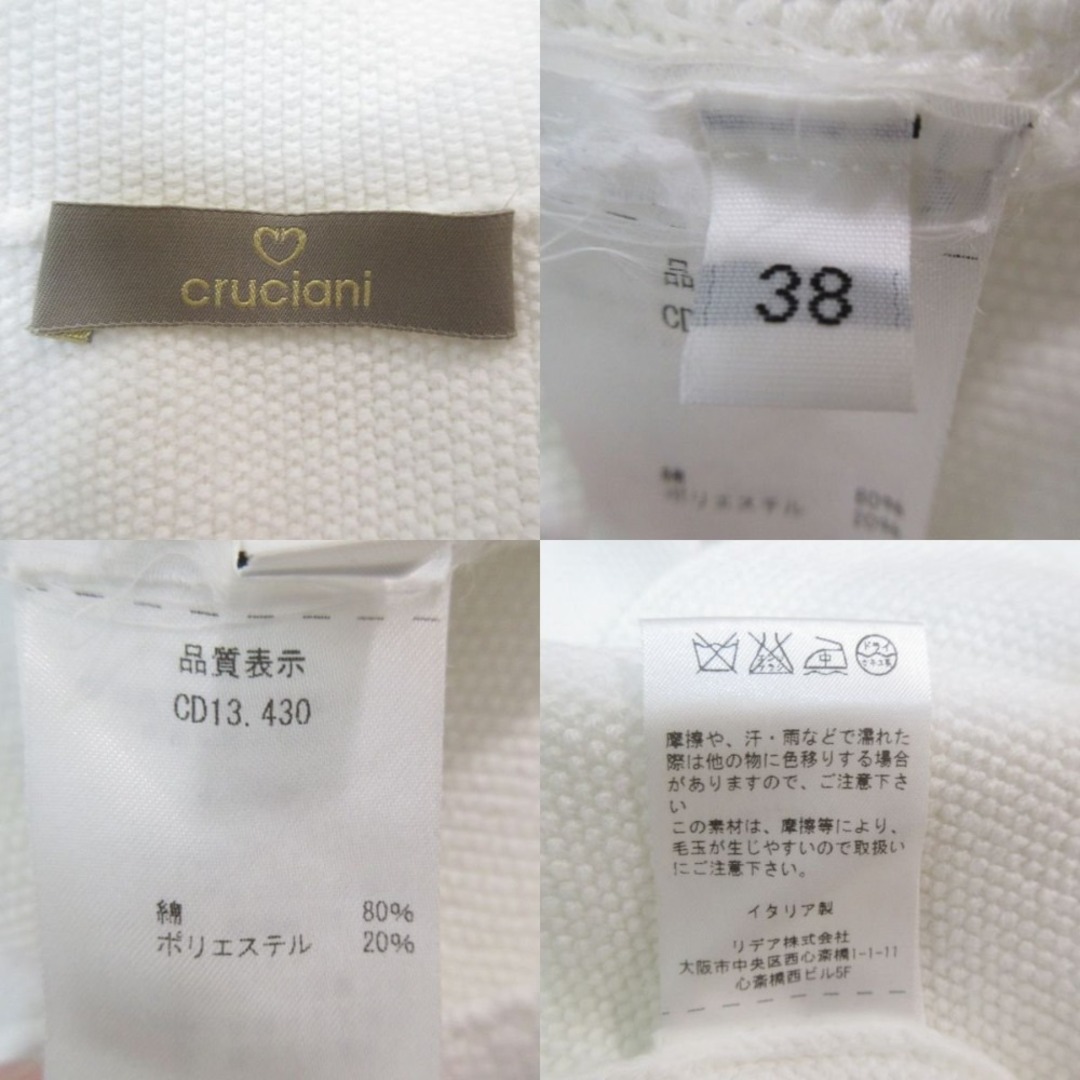 cruciani
38
品
CD
綿 80%
ポリエステル 20%
品質表示
CD13.430
綿 80%
ポリエステル 20%
中
ドライ
セキユ系
摩擦や、汗・雨などで濡れた
際は他の物に色移りする場合
がありますので、ご注意下さ
い
この素材は、摩擦等により、
毛玉が生じやすいので取扱い
にご注意下さい。
イタリア製
リデア株式会社
大阪市中央区西心斎橋1-1-11
心斎橋西ビル5F